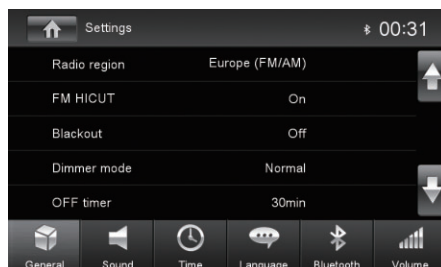 Settings 00:31
Radio region Europe (FM/AM)
FM HICUT On
Blackout Off
Dimmer mode Normal
OFF timer 30min
General Sound Time Language Bluetooth Volume